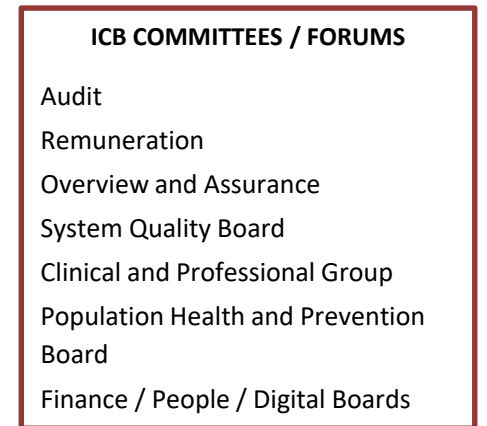 ICB COMMITTEES / FORUMS
Audit
Remuneration
Overview and Assurance
System Quality Board
Clinical and Professional Group
Population Health and Prevention
Board
Finance / People / Digital Boards